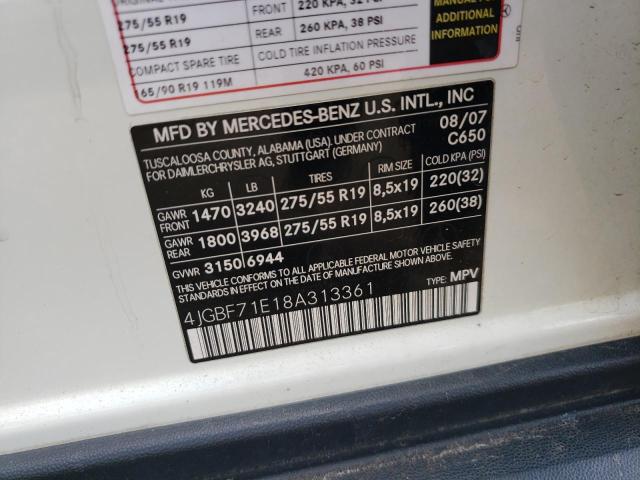 FRONT 220 KPA, 32 PSI
275/55 R19
REAR 260 KPA, 38 PSI
275/55 R19
COLD TIRE INFLATION PRESSURE
COMPACT SPARE TIRE
420 KPA, 60 PSI
165/90 R19 119M
MANUAL FOR
ADDITIONAL
INFORMATION
MFD BY MERCEDES-BENZ U.S. INTL., INC
TUSCALOOSA COUNTY, ALABAMA (USA). UNDER CONTRACT 08/07
FOR DAIMLERCHRYSLER AG, STUTTGART (GERMANY) C650
KG LB TIRES RIM SIZE COLD KPA (PSI)
GAWR FRONT 1470 3240 275/55 R19 8,5x19 220(32)
GAWR REAR 1800 3968 275/55 R19 8,5x19 260(38)
GVWR 3150 6944
THIS VEHICLE CONFORMS TO ALL APPLICABLE FEDERAL MOTOR VEHICLE SAFETY
STANDARDS IN EFFECT ON THE DATE OF MANUFACTURE SHOWN ABOVE.
4JGBF71E18A313361 TYPE: MPV